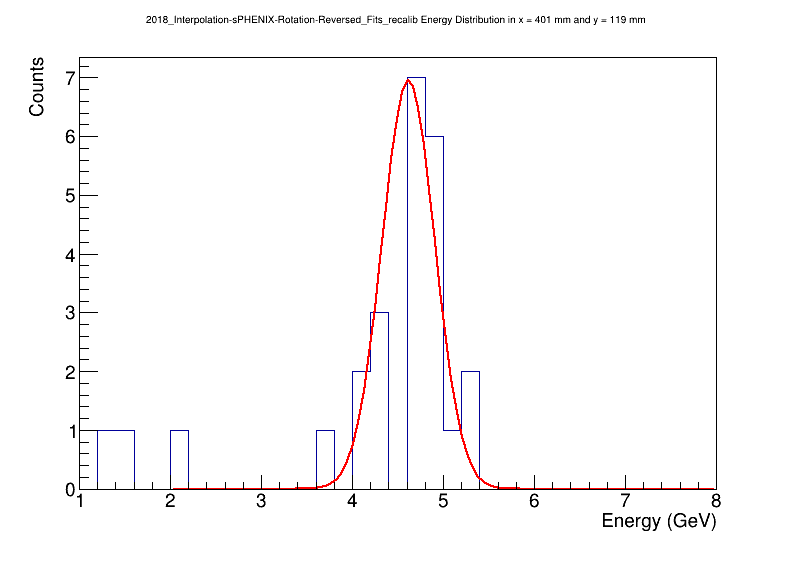 2018_Interpolation-sPHENIX-Rotation-Reversed_Fits_recalib Energy Distribution in x = 401 mm and y = 119 mm
Counts
7
6
5
4
3
2
1
0
1 2 3 4 5 6 7 8
Energy (GeV)